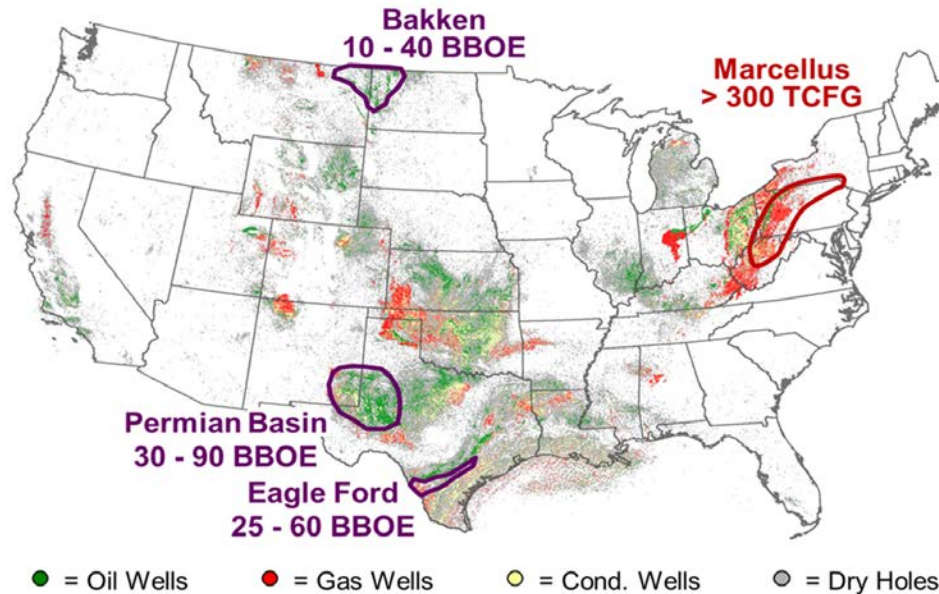 Bakken
10 - 40 BBOE
Marcellus
> 300 TCFG
Permian Basin
30 - 90 BBOE
Eagle Ford
25 - 60 BBOE
= Oil Wells
= Gas Wells
= Cond. Wells
= Dry Holes